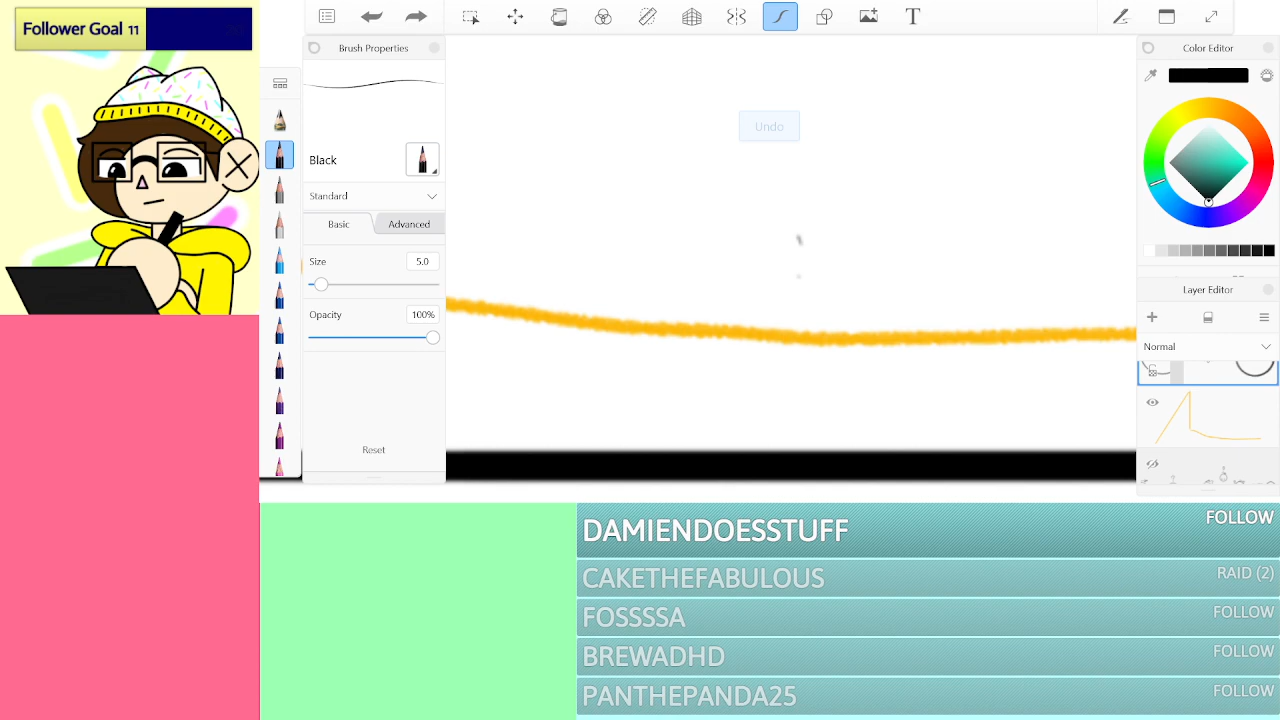 Follower Goal 11
Brush Properties
Black
Standard
Basic
Advanced
Size
5.0
Opacity
100%
Reset
T
Undo
Color Editor
Layer Editor
Normal
DAMIENDOESSTUFF FOLLOW
CAKETHEFABULOUS RAID (2)
FOSSSSA FOLLOW
BREWADHD FOLLOW
PANTHEPANDA25 FOLLOW